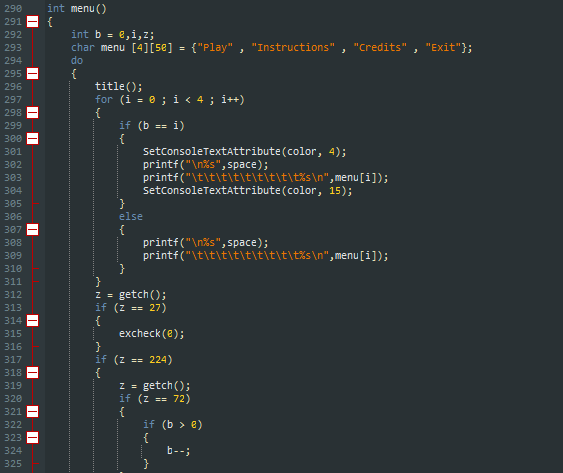 290 int menu()
291 {
292     int b = 0,i,z;
293     char menu [4][50] = {"Play" , "Instructions" , "Credits" , "Exit"};
294     do
295     {
296         title();
297         for (i = 0 ; i < 4 ; i++)
298         {
299             if (b == i)
300             {
301                 SetConsoleTextAttribute(color, 4);
302                 printf("\n%s",space);
303                 printf("\t\t\t\t\t\t\t\t\t%s\n",menu[i]);
304                 SetConsoleTextAttribute(color, 15);
305             }
306             else
307             {
308                 printf("\n%s",space);
309                 printf("\t\t\t\t\t\t\t\t\t%s\n",menu[i]);
310             }
311         }
312         z = getch();
313         if (z == 27)
314         {
315             excheck(0);
316         }
317         if (z == 224)
318         {
319             z = getch();
320             if (z == 72)
321             {
322                 if (b > 0)
323                 {
324                     b--;
325                 }